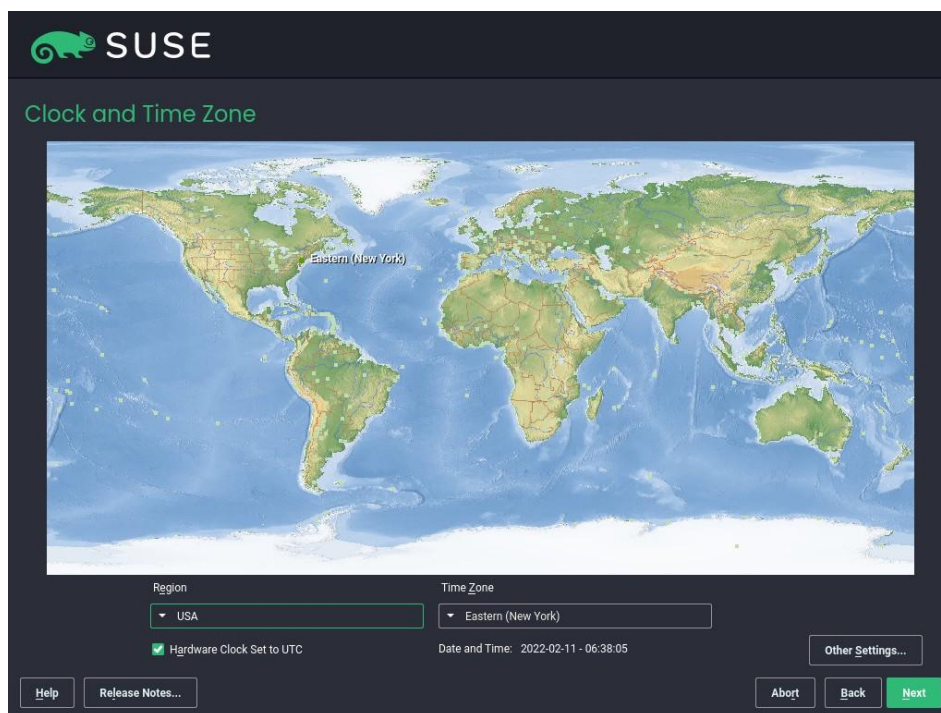 SUSE
Clock and Time Zone
Eastern (New York)
Region
Time Zone
USA
Eastern (New York)
Hardware Clock Set to UTC
Date and Time: 2022-02-11 - 06:38:05
Other Settings...
Help
Release Notes...
Abort
Back
Next